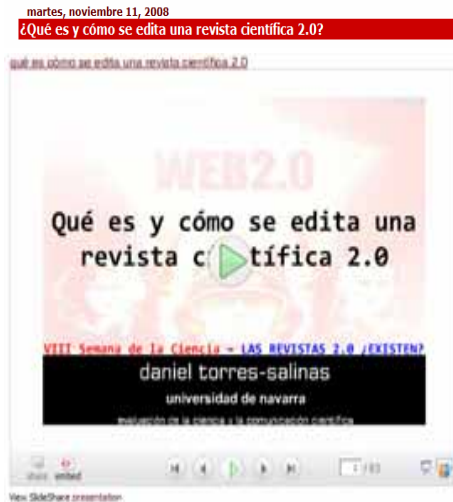 martes, noviembre 11, 2008
¿Qué es y cómo se edita una revista científica 2.0?
qué es cómo se edita una revista científica 2.0
WEB2.0
Qué es y cómo se edita una
revista c tífica 2.0
VIII Semana de la Ciencia - LAS REVISTAS 2.0 ¿EXISTEN?
daniel torres-salinas
universidad de navarra
evaluación de la ciencia y la comunicación científica
share embed
View SlideShare presentation